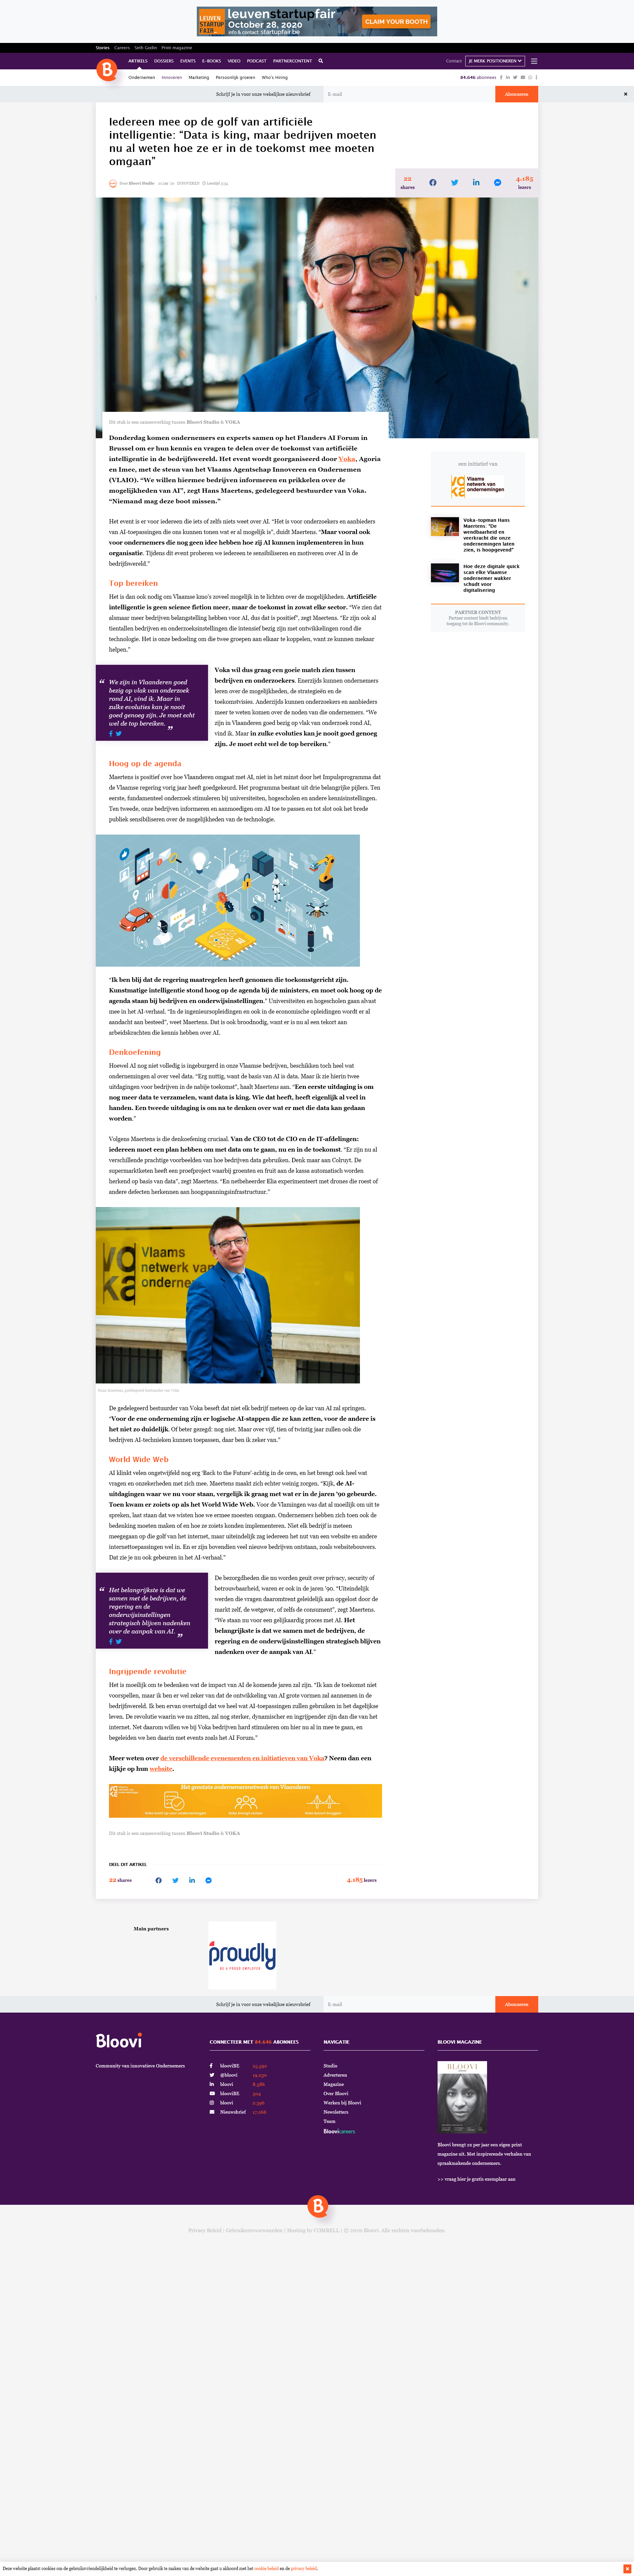 LEUVEN STARTUP FAIR
leuvenstartupfair
October 28, 2020
info & contact: startupfair.be
CLAIM YOUR BOOTH
Stories Careers Seth Godin Print magazine
ARTIKELS DOSSIERS EVENTS E-BOOKS VIDEO PODCAST PARTNERCONTENT
Contact JE MERK POSITIONEREN
Ondernemen Innoveren Marketing Persoonlijk groeien Who's Hiring
84.646 abonnees
Schrijf je in voor onze wekelijkse nieuwsbrief
E-mail
Abonneren
Iedereen mee op de golf van artificiële
intelligentie: “Data is king, maar bedrijven moeten
nu al weten hoe ze er in de toekomst mee moeten
omgaan”
Door Bloovi Studio
INNOVEREN
22
shares
4.185
lezers
Dit stuk is een samenwerking tussen Bloovi Studio & VOKA
Donderdag komen ondernemers en experts samen op het Flanders AI Forum in
Brussel om er hun kennis en vragen te delen over de toekomst van artificiële
intelligentie in de bedrijfswereld. Het event wordt georganiseerd door Voka, Agoria
en Imec, met de steun van het Vlaams Agentschap Innoveren en Ondernemen
(VLAIO). “We willen hiermee bedrijven informeren en prikkelen over de
mogelijkheden van AI”, zegt Hans Maertens, gedelegeerd bestuurder van Voka.
“Niemand mag deze boot missen.”
Het event is er voor iedereen die iets of zelfs niets weet over AI. “Het is voor ondernemers en aanbieders
van AI-toepassingen om te tonen wat er in de wereld bezig is, om te netwerken en om voorbeelden en
toepassingen over te brengen die intensief bezig zijn met AI”, duidt Maertens. “Maar vooral ook
voor ondernemers die nog geen idee hebben hoe zij AI kunnen implementeren in hun
organisatie. Tijdens dit event proberen we iedereen te sensibiliseren en motiveren over AI in de
bedrijfswereld.”
Top bereiken
Het is dan ook nodig om zoveel mogelijk Vlaamse kmo’s zoveel mogelijk in te lichten over de mogelijkheden. “Artificiële
intelligentie is geen science fiction meer, maar de toekomst in zowat elke sector. “We zien dat er
alsmaar meer bedrijven belangstelling hebben voor AI, dus dat is positief”, zegt Maertens. “Er zijn er al veel
mee bezig, maar er zijn ook nog enorm veel ondernemingen die twijfelen of worstelen met deze ontluikende
technologie. Het is onze bedoeling om die twee groepen aan elkaar te koppelen, want ze kunnen mekaar
helpen.”
“ We zijn in Vlaanderen goed
bezig op vlak van onderzoek
rond AI, vind ik. Maar in
zulke evoluties kan je nooit
goed genoeg zijn. Je moet echt
wel de top bereiken. ”
Voka wil dus graag een goeie match zien tussen
bedrijven en onderzoekers. Enerzijds kunnen ondernemers
leren over de mogelijkheden, de strategieën en de
toekomstvisies. Anderzijds kunnen onderzoekers en aanbieders
meer te weten komen over de noden van die ondernemers. “We
zijn in Vlaanderen goed bezig op vlak van onderzoek rond AI,
vind ik. Maar in zulke evoluties kan je nooit goed genoeg
zijn. Je moet echt wel de top bereiken.”
Hoog op de agenda
Maertens is positief over hoe Vlaanderen omgaat met AI, niet in het minst door dat Impulsprogramma dat
de Vlaamse regering vorig jaar heeft goedgekeurd. Het programma bestaat uit drie belangrijke pijlers. Ten
eerste, fundamenteel onderzoek stimuleren bij universiteiten, hogescholen en andere kennisinstellingen.
Ten tweede, onze bedrijven informeren en aanmoedigen om AI toe te passen en tot slot ook het brede
publiek sensibiliseren over de mogelijkheden van de technologie.
“Ik ben blij dat de regering maatregelen heeft genomen die toekomstgericht zijn.
Kunstmatige intelligentie stond hoog op de agenda bij de ministers, en moet ook hoog op de
agenda staan bij bedrijven en onderwijsinstellingen.” Universiteiten en hogescholen gaan alvast
mee in het AI-verhaal. “In de ingenieursopleidingen en ook in de economische opleidingen wordt er al
aandacht aan besteed”, weet Maertens. Dat is ook broodnodig, want er is nu al een tekort aan
arbeidskrachten die kennis hebben over AI.
Denkoefening
Hoewel AI nog niet volledig is ingeburgerd in onze Vlaamse bedrijven, beschikken toch heel wat
ondernemingen al over veel data. “Erg nuttig, want de basis van AI is data. Maar ik zie hierin twee
uitdagingen voor bedrijven in de nabije toekomst”, haalt Maertens aan. “Een eerste uitdaging is om
nog meer data te verzamelen, want data is king. Wie dat heeft, heeft eigenlijk al veel in
handen. Een tweede uitdaging is om na te denken over wat er met die data kan gedaan
worden.”
Volgens Maertens is die denkoefening cruciaal. Van de CEO tot de CIO en de IT-afdelingen:
iedereen moet een plan hebben om met data om te gaan, nu en in de toekomst. “Er zijn nu al
verschillende prachtige voorbeelden van hoe bedrijven data gebruiken. Denk maar aan Colruyt. De
supermarkt heeft een proefproject waarbij groenten en fruit aan de kassa automatisch worden
herkend op basis van data”, zegt Maertens. “En netbeheerder Elia experimenteert met drones die roest of
andere defecten herkennen aan hoogspanningsinfrastructuur.”
Hans Maertens, gedelegeerd bestuurder van Voka
De gedelegeerd bestuurder van Voka beseft dat niet elk bedrijf meteen op de kar van AI zal springen.
“Voor de ene onderneming zijn er logische AI-stappen die ze kan zetten, voor de andere is
het niet zo duidelijk. Of beter gezegd: nog niet. Maar over vijf, tien of twintig jaar zullen ook die
bedrijven AI-technieken kunnen toepassen, daar ben ik zeker van.”
World Wide Web
AI klinkt velen ongetwijfeld nog erg ‘Back to the Future’-achtig in de oren, en het brengt ook heel wat
vragen en onzekerheden met zich mee. Maertens maakt zich echter weinig zorgen. “Kijk, de AI-
uitdagingen waar we nu voor staan, vergelijk ik graag met wat er in de jaren ’90 gebeurde.
Toen kwam er zoiets op als het World Wide Web. Voor de Vlamingen was dat moeilijk om al meteen op
te springen, laat staan dat ze wisten hoe we ermee moesten omgaan. Ondernemers hebben zich toen ook over de
bedenking moeten maken of en hoe ze zoiets konden implementeren. Niet elk bedrijf is toen meteen
meegegaan op die golf van het internet, maar uiteindelijk zag iedereen het nut van een website en andere
internettoepassingen wel in. En er zijn bovendien veel nieuwe bedrijven ontstaan, zoals websitebouwers.
Dat zie je nu ook gebeuren in het AI-verhaal.”
“ Het belangrijkste is dat we
samen met de bedrijven, de
regering en de
onderwijsinstellingen
strategisch blijven nadenken
over de aanpak van AI. ”
De bezorgdheden die nu worden geuit over privacy, security of
betrouwbaarheid, waren er ook in de jaren ’90. “Uiteindelijk
werden die vragen daaromtrent geleidelijk aan opgelost door de
markt zelf, de wetgever, of zelfs de consument”, zegt Maertens.
“We staan nu voor een gelijkaardig proces met AI. Het
belangrijkste is dat we samen met de bedrijven, de
regering en de onderwijsinstelling strategisch blijven
nadenken over de aanpak van AI.”
Ingrijpende revolutie
Het is moeilijk om te bedenken wat de impact van AI de komende jaren zal zijn. “Ik kan de toekomst niet
voorspellen, maar ik ben er wel zeker van dat de ontwikkeling van AI grote vormen zal aannemen in de
bedrijfswereld. Ik ben ervan overtuigd dat we heel wat AI-toepassingen zullen gebruiken in het dagelijkse
leven. De revolutie waarin we nu zitten, zal nog sterker, dynamischer en ingrijpender zijn dan die van het
internet. Net daarom willen we bij Voka bedrijven hard stimuleren om hier nu al in mee te gaan, en
begeleiden we hen daarin met events zoals het AI Forum.”
Meer weten over de verschillende evenementen en initiatieven van Voka? Neem dan een
kijkje op hun website.
Het grootste ondernemersnetwerk van Vlaanderen
Dit stuk is een samenwerking tussen Bloovi Studio & VOKA
DEEL DIT ARTIKEL
22 shares
4.185 lezers
een initiatief van
voka
Vlaams
netwerk van
ondernemingen
Voka-topman Hans
Maertens: “De
wendbaarheid en
veerkracht die onze
ondernemingen laten
zien, is hoopgevend”
Hoe deze digitale quick
scan elke Vlaamse
ondernemer wakker
schudt voor
digitalisering
PARTNER CONTENT
Partner content biedt bedrijven
toegang tot de Bloovi community.
Main partners
proudly
BE A PROUD EMPLOYER
Schrijf je in voor onze wekelijkse nieuwsbrief
E-mail
Abonneren
Bloovi
Community van innovatieve Ondernemers
CONNECTEER MET 84.646 ABONNEES
blooviBE
@bloovi
bloovi
blooviBE
bloovi
Nieuwsbrief
NAVIGATIE
Studio
Adverteren
Magazine
Over Bloovi
Werken bij Bloovi
Newsletters
Team
Bloovicareers
BLOOVI MAGAZINE
BLOOVI
Bloovi brengt 2x per jaar een eigen print
magazine uit. Met inspirerende verhalen van
spraakmakende ondernemers.
>> vraag hier je gratis exemplaar aan
Privacy Beleid | Gebruikersvoorwaarden | Hosting by COMBELL | © 2020 Bloovi. Alle rechten voorbehouden.
Deze website plaatst cookies om de gebruiksvriendelijkheid te verhogen. Door gebruik te maken van de website gaat u akkoord met het cookie beleid en de privacy beleid.